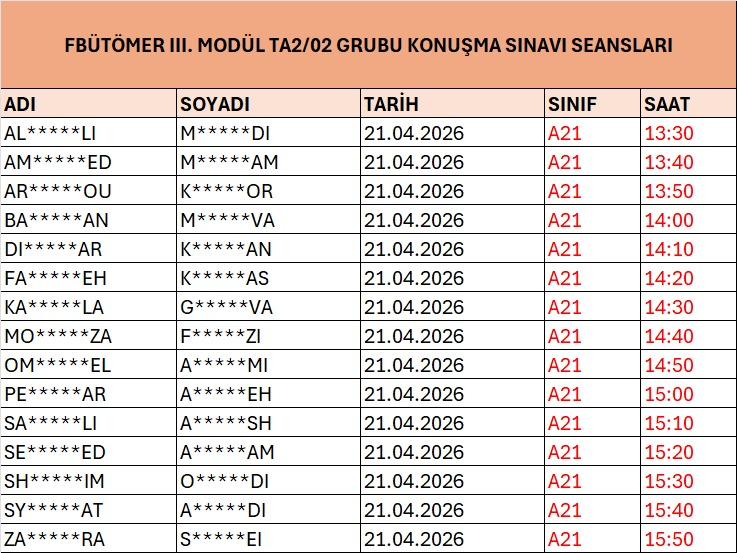 FBÜTÖMER III. MODÜL TA2/02 GRUBU KONUŞMA SINAVI SEANSLARI
ADI SOYADI TARİH SINIF SAAT
AL*****LI M*****DI 21.04.2026 A21 13:30
AM*****ED M*****AM 21.04.2026 A21 13:40
AR*****OU K*****OR 21.04.2026 A21 13:50
BA*****AN M*****VA 21.04.2026 A21 14:00
DI*****AR K*****AN 21.04.2026 A21 14:10
FA*****EH K*****AS 21.04.2026 A21 14:20
KA*****LA G*****VA 21.04.2026 A21 14:30
MO*****ZA F*****ZI 21.04.2026 A21 14:40
OM*****EL A*****MI 21.04.2026 A21 14:50
PE*****AR A*****EH 21.04.2026 A21 15:00
SA*****LI A*****SH 21.04.2026 A21 15:10
SE*****ED A*****AM 21.04.2026 A21 15:20
SH*****IM O*****DI 21.04.2026 A21 15:30
SY*****AT A*****DI 21.04.2026 A21 15:40
ZA*****RA S*****EI 21.04.2026 A21 15:50